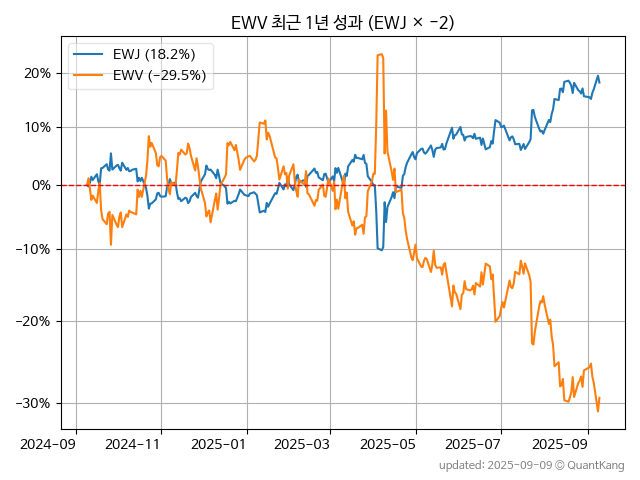 EWV 최근 1년 성과 (EWJ × −2)
EWJ (18.2%)
EWV (−29.5%)
20%
10%
0%
−10%
−20%
−30%
2024-09 2024-11 2025-01 2025-03 2025-05 2025-07 2025-09
updated: 2025-09-09 © QuantKang